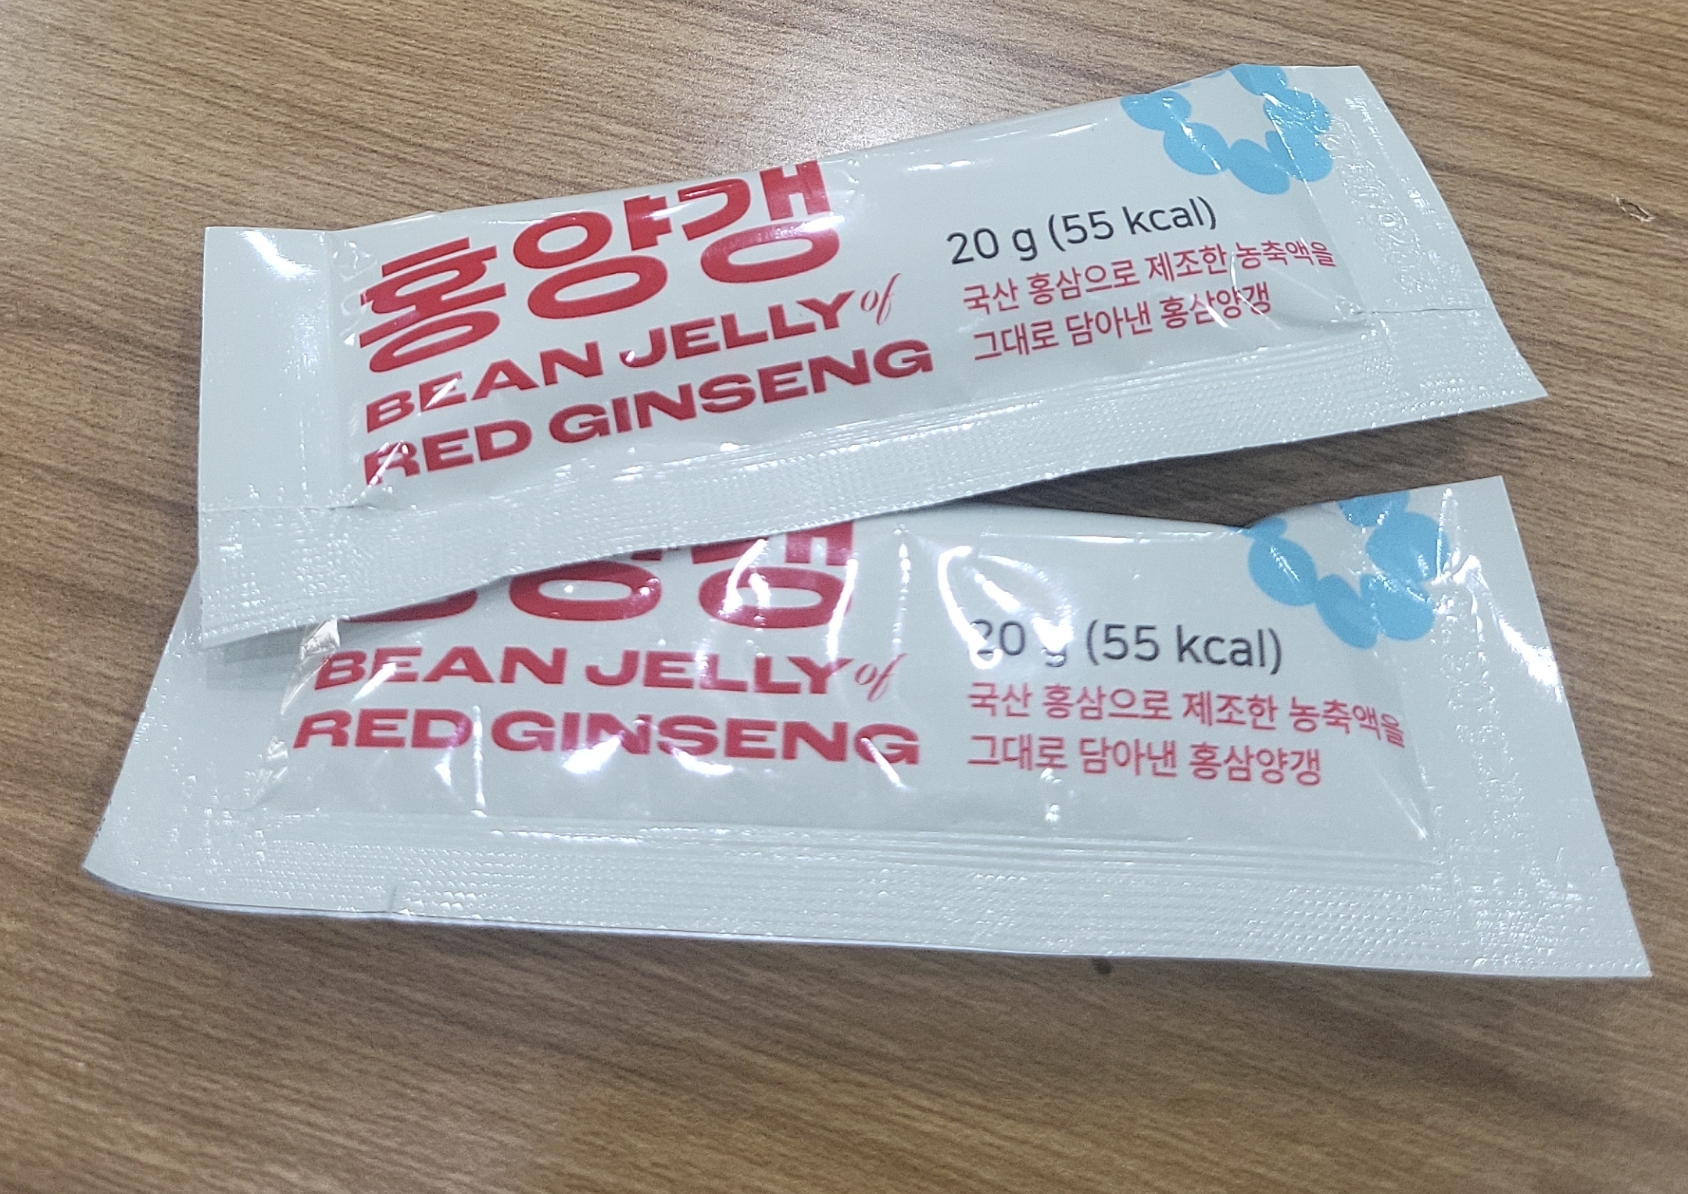 홍양갱
BEAN JELLY of
RED GINSENG
20 g (55 kcal)
국산 홍삼으로 제조한 농축액을
그대로 담아낸 홍삼양갱
양갱
BEAN JELLY of
RED GINSENG
20 g (55 kcal)
국산 홍삼으로 제조한 농축액을
그대로 담아낸 홍삼양갱